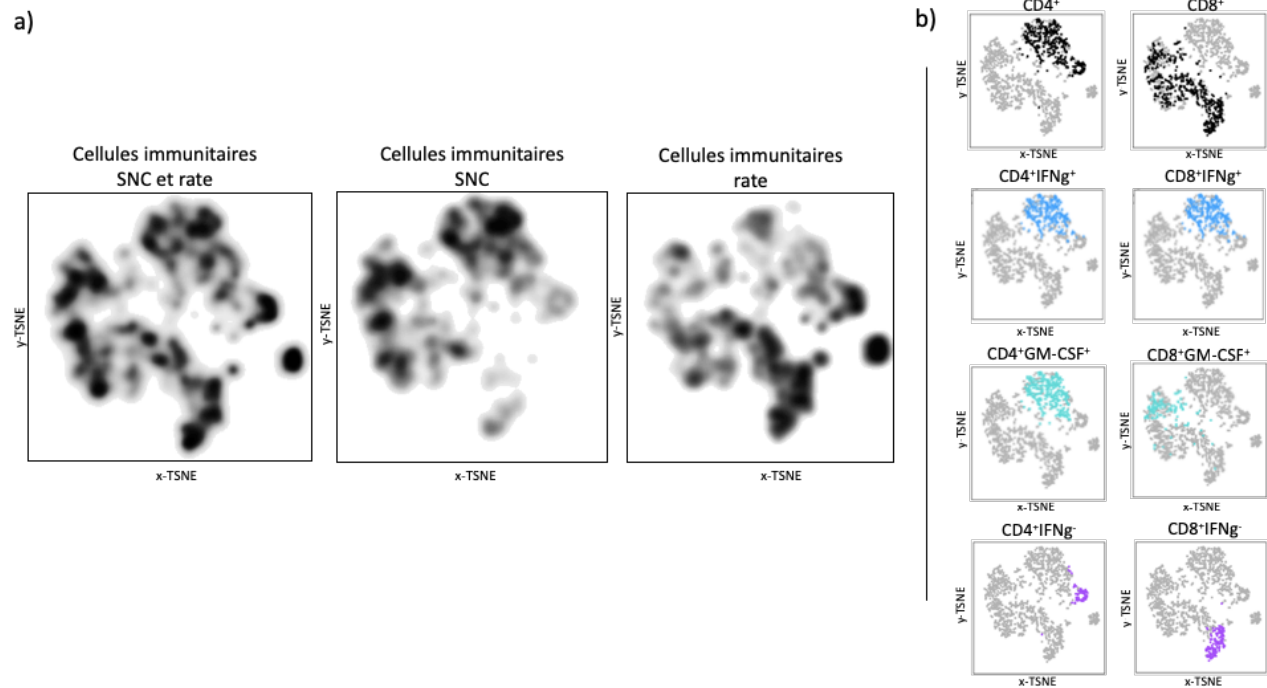 a)
Cellules immunitaires
SNC et rate
y-TSNE
x-TSNE
Cellules immunitaires
SNC
y-TSNE
x-TSNE
Cellules immunitaires
rate
y-TSNE
x-TSNE
b)
CD4⁺
y TSNE
x-TSNE
CD8⁺
y TSNE
x-TSNE
CD4⁺IFNg⁺
y-TSNE
x-TSNE
CD8⁺IFNg⁺
y-TSNE
x-TSNE
CD4⁺GM-CSF⁺
y-TSNE
x-TSNE
CD8⁺GM-CSF⁺
y-TSNE
x-TSNE
CD4⁺IFNg⁻
y-TSNE
x-TSNE
CD8⁺IFNg⁻
y TSNE
x-TSNE